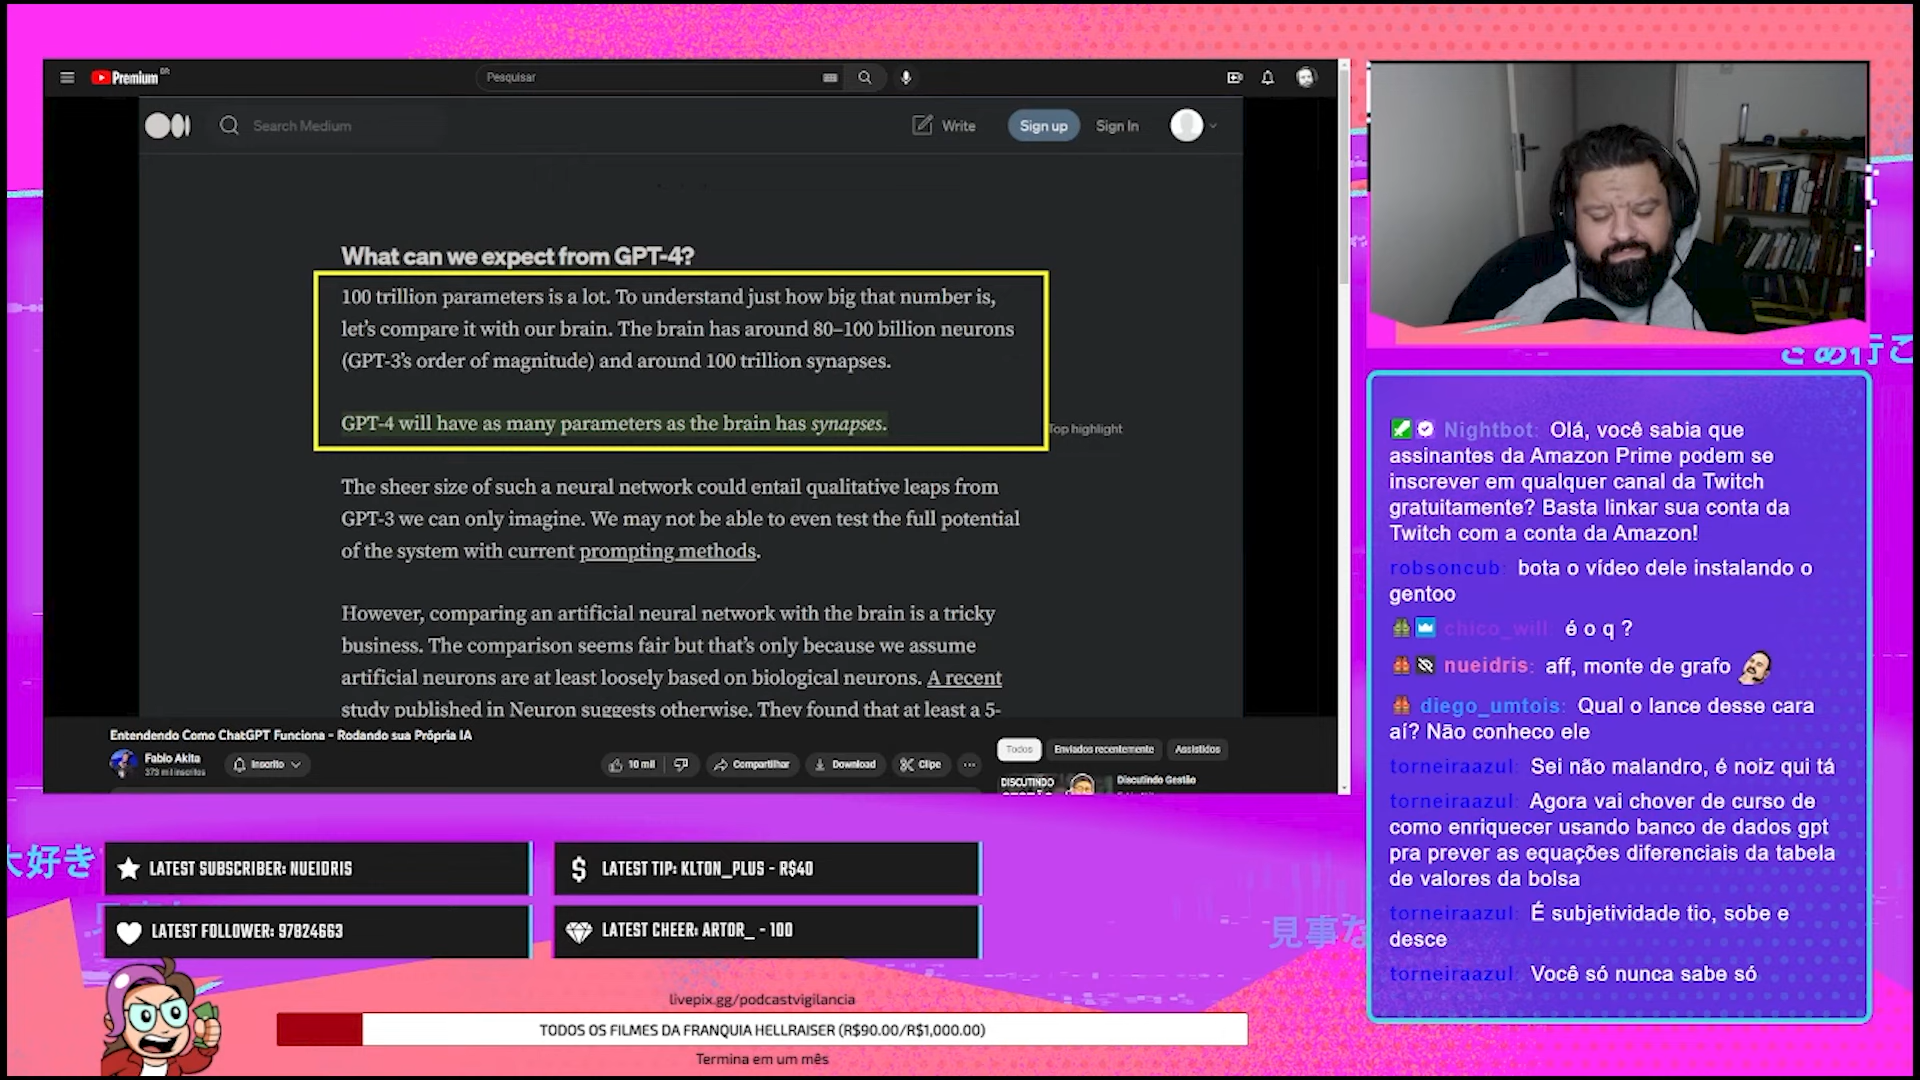 Premium BR
Pesquisar
Search Medium
Write
Sign up
Sign In
What can we expect from GPT-4?
100 trillion parameters is a lot. To understand just how big that number is,
let's compare it with our brain. The brain has around 80–100 billion neurons
(GPT-3's order of magnitude) and around 100 trillion synapses.
GPT-4 will have as many parameters as the brain has synapses.
Top highlight
The sheer size of such a neural network could entail qualitative leaps from
GPT-3 we can only imagine. We may not be able to even test the full potential
of the system with current prompting methods.
However, comparing an artificial neural network with the brain is a tricky
business. The comparison seems fair but that's only because we assume
artificial neurons are at least loosely based on biological neurons. A recent
study published in Neuron suggests otherwise. They found that at least a 5-
Entendendo Como ChatGPT Funciona - Rodando sua Própria IA
Fabio Akita
373 mil inscritos
Inscrito
10 mil
Compartilhar
Download
Clipe
Todos
Enviados recentemente
Assistidos
DISCUTINDO
Discutindo Gestão
Nightbot: Olá, você sabia que
assinantes da Amazon Prime podem se
inscrever em qualquer canal da Twitch
gratuitamente? Basta linkar sua conta da
Twitch com a conta da Amazon!
robsoncub: bota o vídeo dele instalando o
gentoo
chico_will: é o q ?
nueidris: aff, monte de grafo
diego_umtois: Qual o lance desse cara
aí? Não conheco ele
torneiraazul: Sei não malandro, é noiz qui tá
torneiraazul: Agora vai chover de curso de
como enriquecer usando banco de dados gpt
pra prever as equações diferenciais da tabela
de valores da bolsa
torneiraazul: É subjetividade tio, sobe e
desce
torneiraazul: Você só nunca sabe só
大好き
見事な
LATEST SUBSCRIBER: NUEIDRIS
LATEST TIP: KLTON_PLUS - R$40
LATEST FOLLOWER: 97824663
LATEST CHEER: ARTOR_ - 100
livepix.gg/podcastvigilancia
TODOS OS FILMES DA FRANQUIA HELLRAISER (R$90.00/R$1,000.00)
Termina em um mês